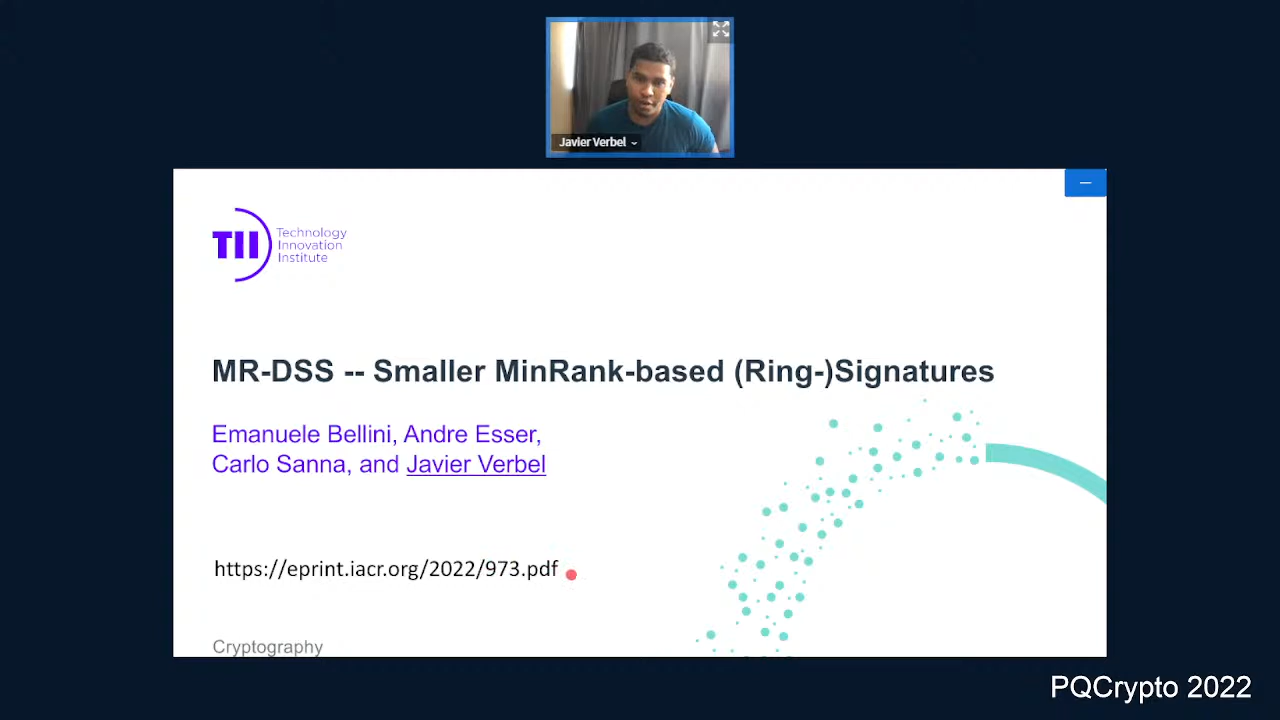 Javier Verbel
TII
Technology
Innovation
Institute
MR-DSS -- Smaller MinRank-based (Ring-)Signatures
Emanuele Bellini, Andre Esser,
Carlo Sanna, and Javier Verbel
https://eprint.iacr.org/2022/973.pdf
Cryptography
PQCrypto 2022